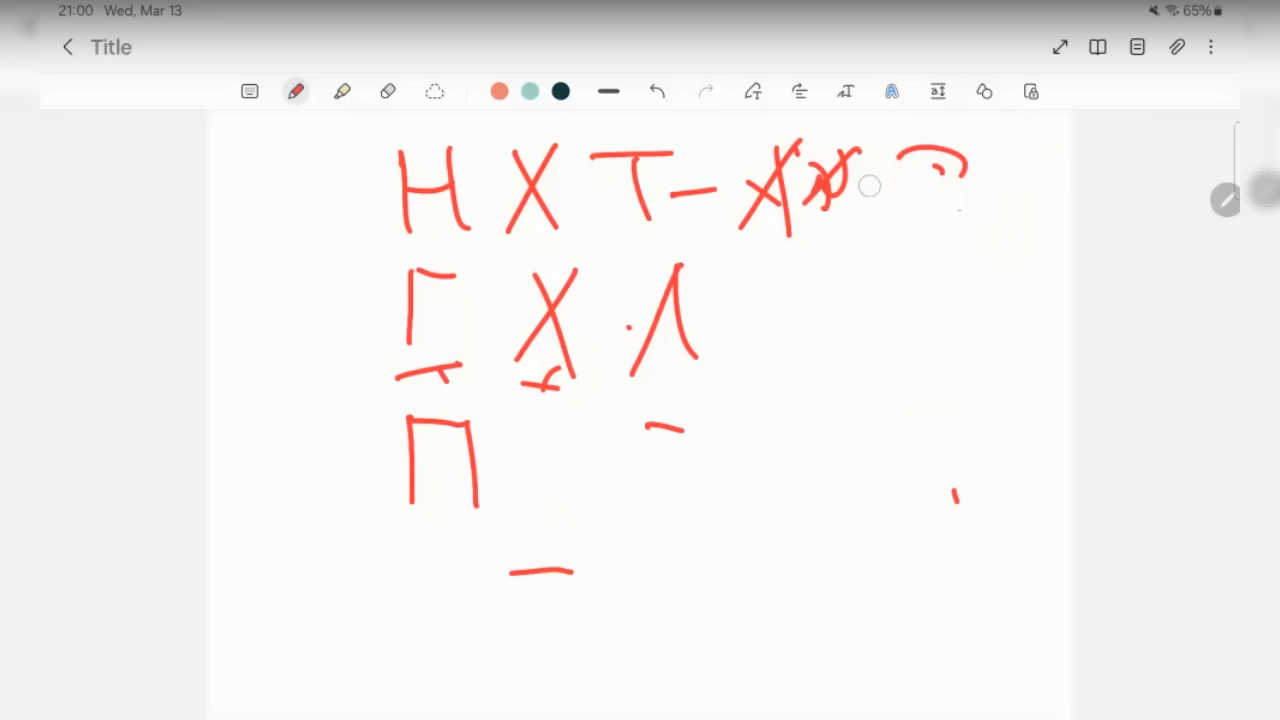 21:00 Wed, Mar 13 65%
Title
Н Х Т -
Г Х Л
П